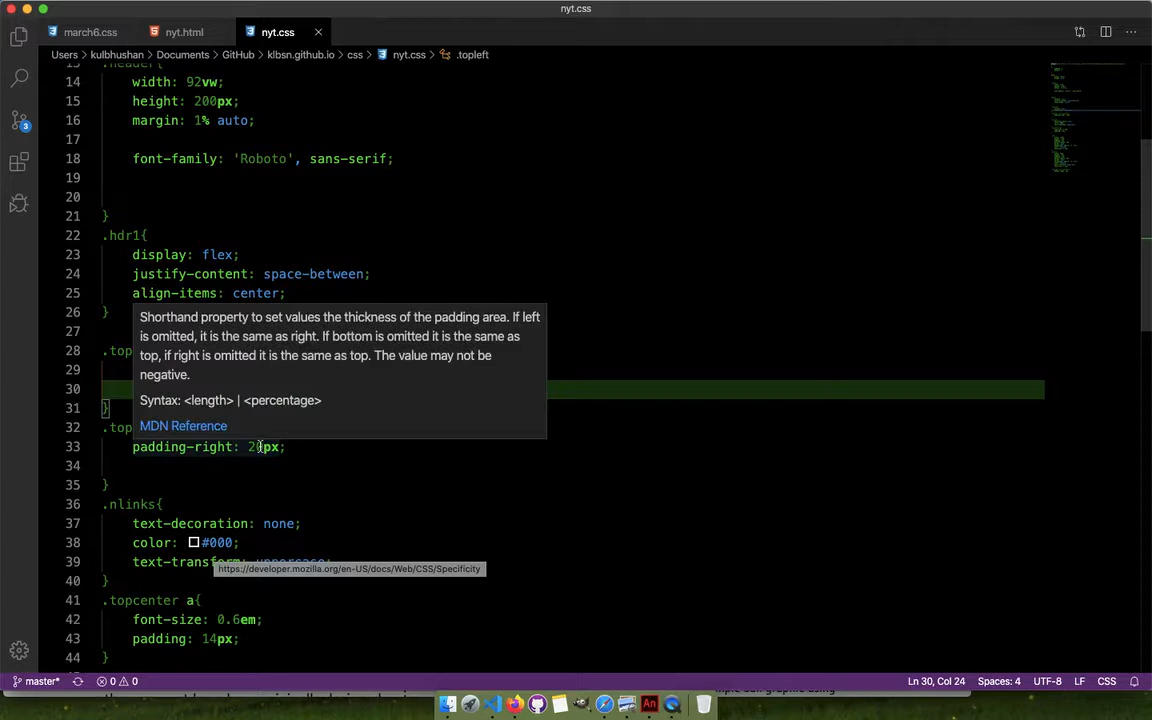 nyt.css
march6.css
nyt.html
nyt.css
Users > kulbhushan > Documents > GitHub > klbsn.github.io > css > nyt.css > .topleft
.header{
14 width: 92vw;
15 height: 200px;
16 margin: 1% auto;
17
18 font-family: 'Roboto', sans-serif;
19
20
21 }
22 .hdr1{
23 display: flex;
24 justify-content: space-between;
25 align-items: center;
26 }
27
Shorthand property to set values the thickness of the padding area. If left
is omitted, it is the same as right. If bottom is omitted it is the same as
top, if right is omitted it is the same as top. The value may not be
negative.
Syntax: <length> | <percentage>
MDN Reference
28 .top
29
30
31 }
32 .top
33 padding-right: 20px;
34
35 }
36 .nlinks{
37 text-decoration: none;
38 color: #000;
39 text-transform: uppercase;
https://developer.mozilla.org/en-US/docs/Web/CSS/Specificity
40 }
41 .topcenter a{
42 font-size: 0.6em;
43 padding: 14px;
44 }
3
master* 0 0 Ln 30, Col 24 Spaces: 4 UTF-8 LF CSS
An